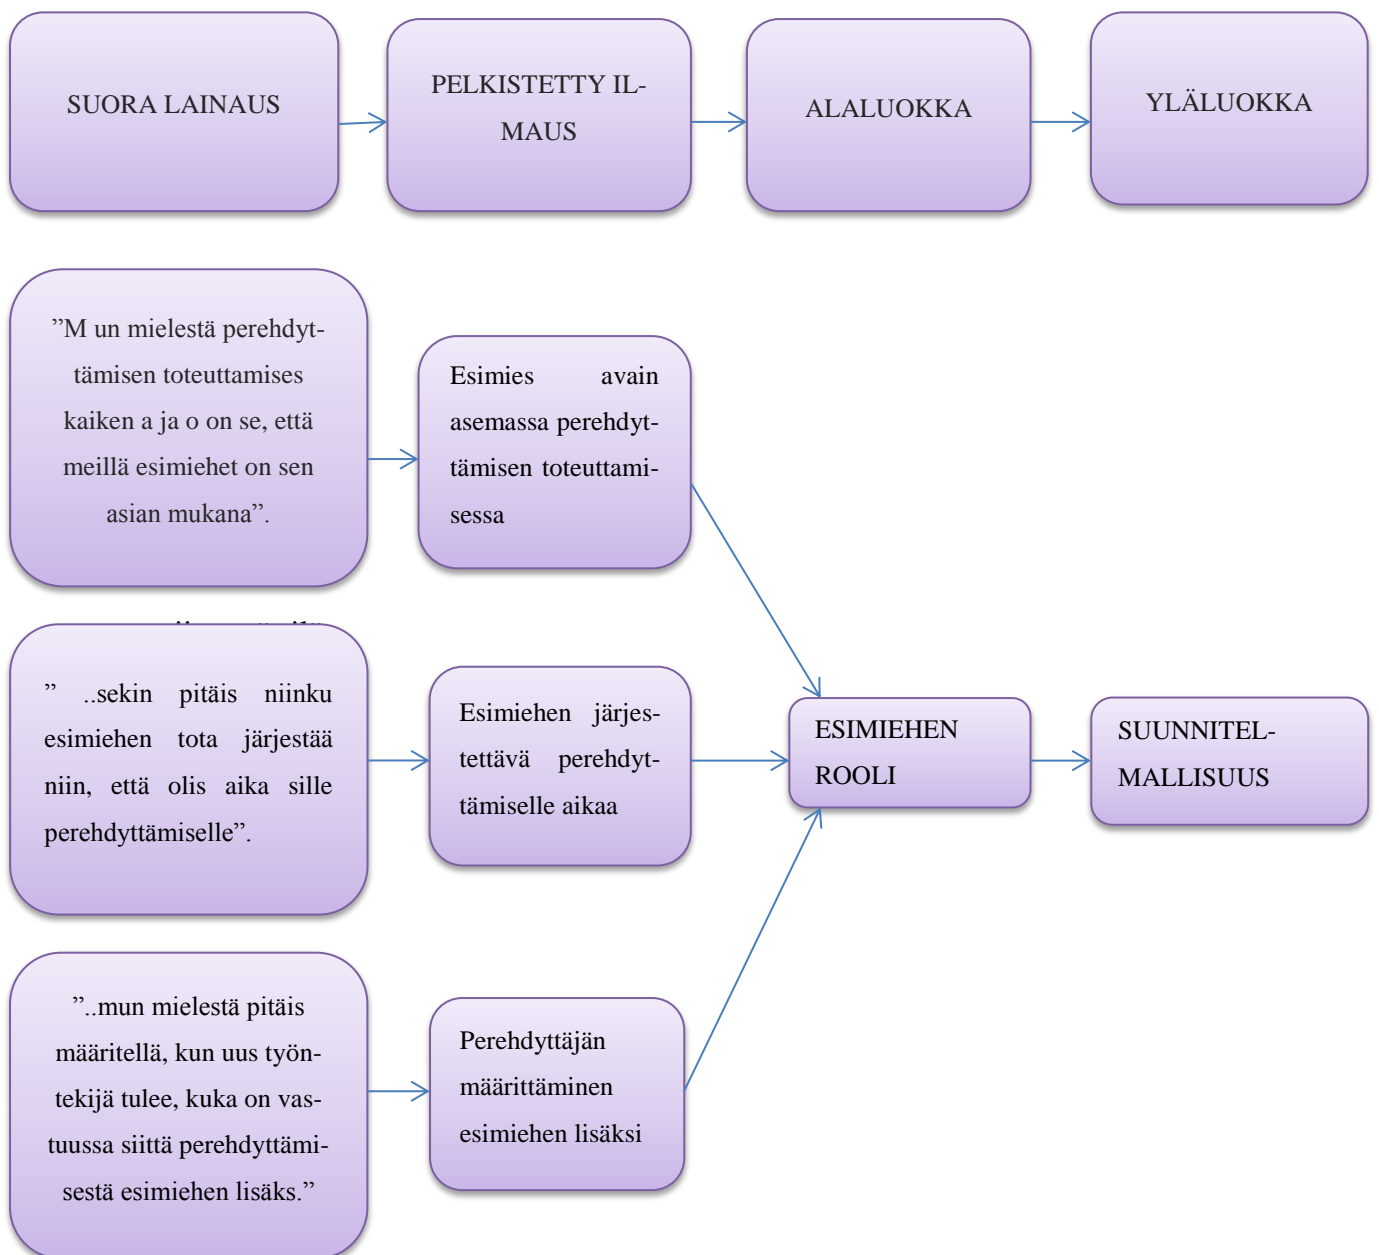 SUORA LAINAUS
PELKISTETTY IL-
MAUS
ALALUOKKA
YLÄLUOKKA
”M un mielestä perehdyt-
tämisen toteuttamises
kaiken a ja o on se, että
meillä esimiehet on sen
asian mukana”.
Esimies avain
asemassa perehdyt-
tämisen toteuttami-
sessa
” ..sekin pitäis niinku
esimiehen tota järjestää
niin, että olis aika sille
perehdyttämiselle”.
Esimiehen järjes-
tettävä perehdyt-
tämiselle aikaa
ESIMIEHEN
ROOLI
SUUNNITEL-
MALLISUUS
”..mun mielestä pitäis
määritellä, kun uus työn-
tekijä tulee, kuka on vas-
tuussa siittä perehdyttämi-
sestä esimiehen lisäks.”
Perehdyttäjän
määrittäminen
esimiehen lisäksi